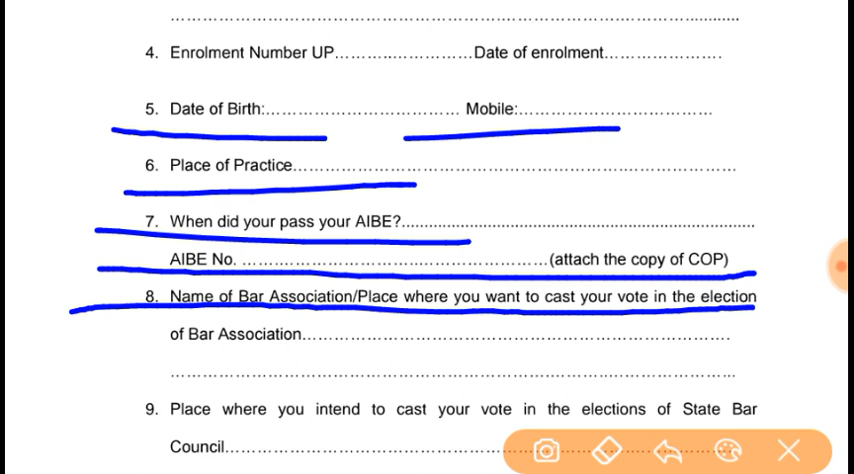 ...............................................................................................
4. Enrolment Number UP..........................Date of enrolment......................
5. Date of Birth:..................................... Mobile:.....................................
6. Place of Practice....................................................................................
7. When did your pass your AIBE?..................................................................
AIBE No. .........................................................(attach the copy of COP)
8. Name of Bar Association/Place where you want to cast your vote in the election
of Bar Association................................................................................
.........................................................................................................
9. Place where you intend to cast your vote in the elections of State Bar
Council.....................................................